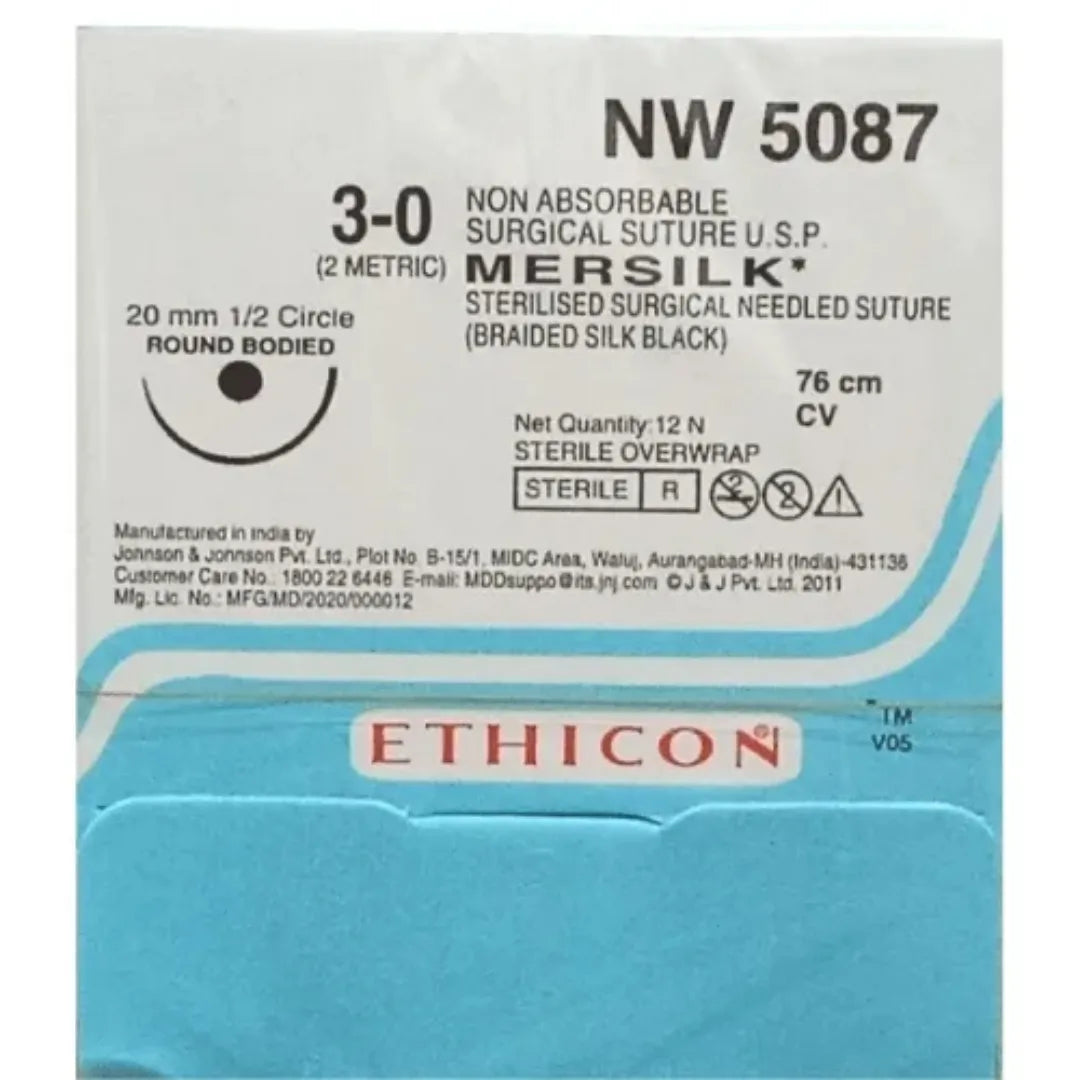 NW 5087
3-0
(2 METRIC)
NON ABSORBABLE
SURGICAL SUTURE U.S.P.
MERSILK*
STERILISED SURGICAL NEEDLED SUTURE
(BRAIDED SILK BLACK)
20 mm 1/2 Circle
ROUND BODIED
76 cm
CV
Net Quantity:12 N
STERILE OVERWRAP
STERILE R
2
2
!
Manufactured in India by
Johnson & Johnson Pvt. Ltd., Plot No. B-15/1, MIDC Area, Waluj, Aurangabad-MH (India)-431136
Customer Care No.: 1800 22 6446 E-mail: MDDsuppo@its.jnj.com © J & J Pvt. Ltd. 2011
Mfg. Lic. No.: MFG/MD/2020/000012
ETHICON®
TM
V05